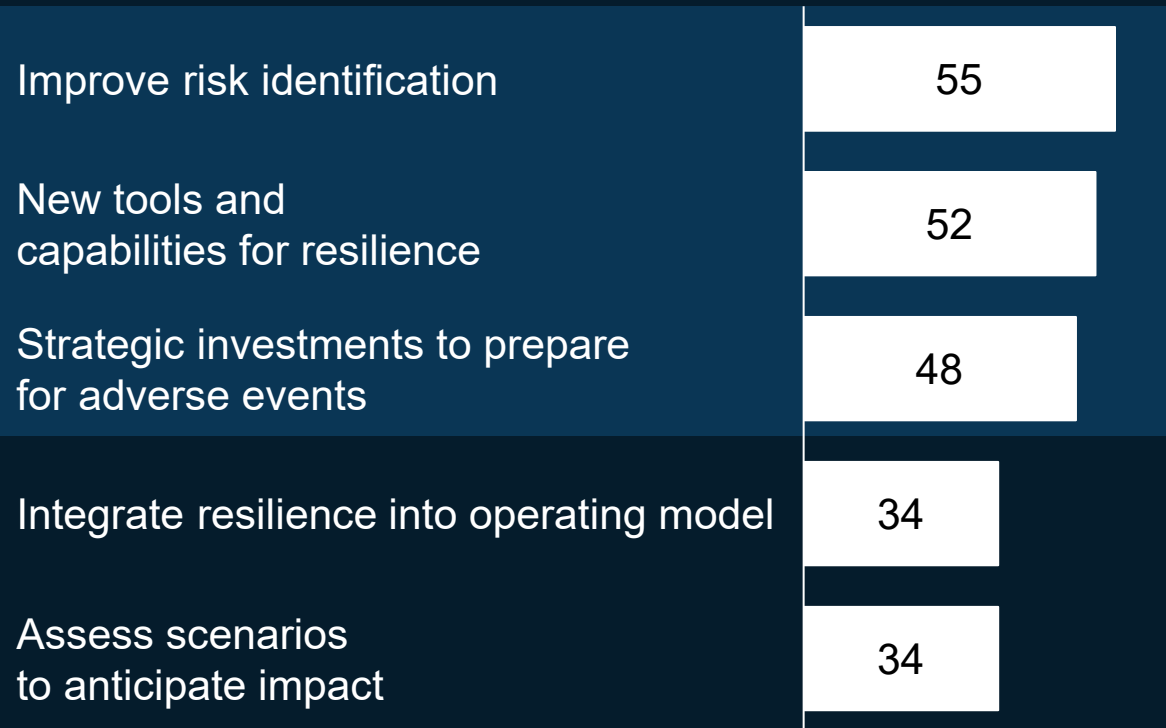 Improve risk identification
55
New tools and
capabilities for resilience
52
Strategic investments to prepare
for adverse events
48
Integrate resilience into operating model
34
Assess scenarios
to anticipate impact
34